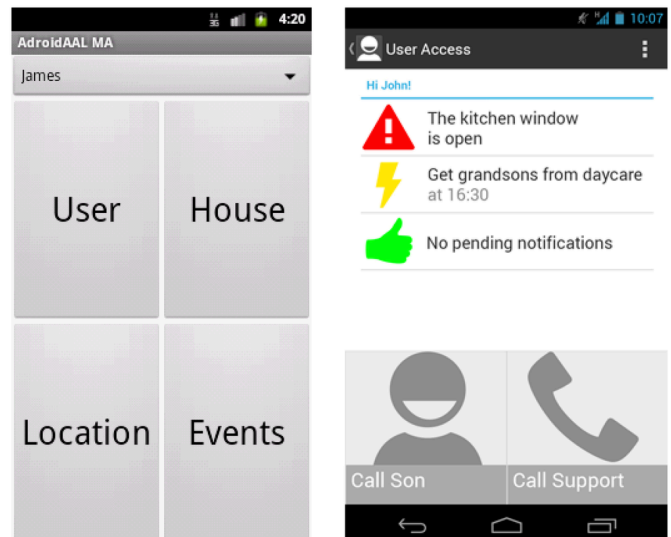 3G 4:20
AdroidAAL MA
James
User House
Location Events
H 10:07
User Access
Hi John!
The kitchen window
is open
Get grandsons from daycare
at 16:30
No pending notifications
Call Son Call Support